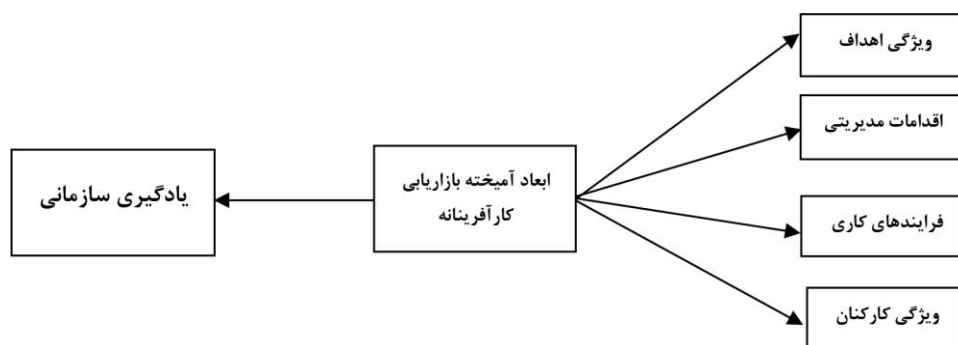 ویژگی اهداف
اقدامات مدیریتی
ابعاد آمیخته بازاریابی
کارآفرینانه
یادگیری سازمانی
فرایندهای کاری
ویژگی کارکنان